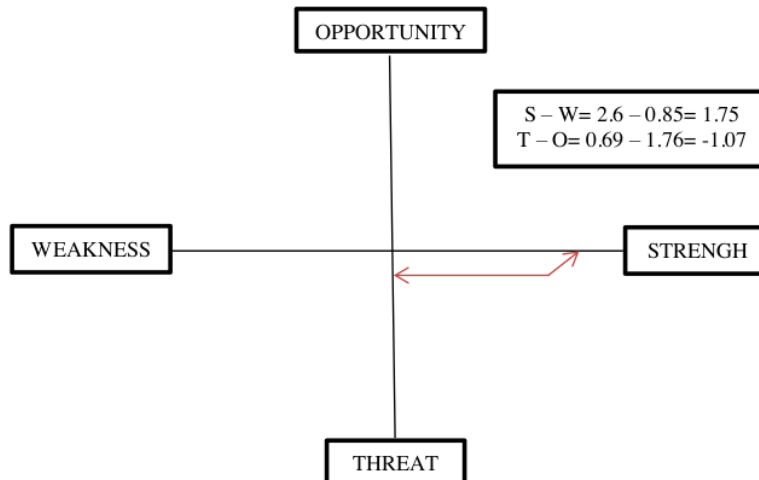 OPPORTUNITY
S – W= 2.6 – 0.85= 1.75
T – O= 0.69 – 1.76= -1.07
WEAKNESS
STRENGH
THREAT